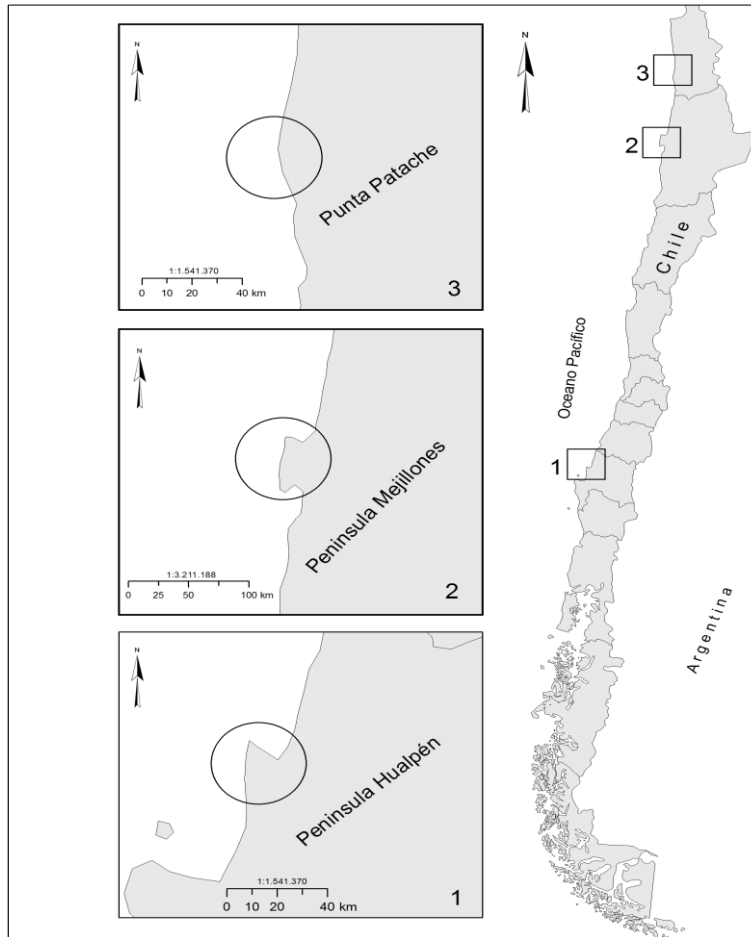 N
Punta Patache
1:1.541.370
0 10 20 40 km
3
N
Peninsula Mejillones
1:3.211.188
0 25 50 100 km
2
N
Peninsula Hualpén
1:1.541.370
0 10 20 40 km
1
N
3
2
Chile
Oceano Pacífico
1
Argentina